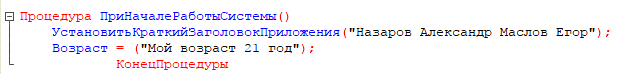 Процедура ПриНачалеРаботыСистемы()
УстановитьКраткийЗаголовокПриложения("Назаров Александр Маслов Егор");
Возраст = ("Мой возраст 21 год");
КонецПроцедуры